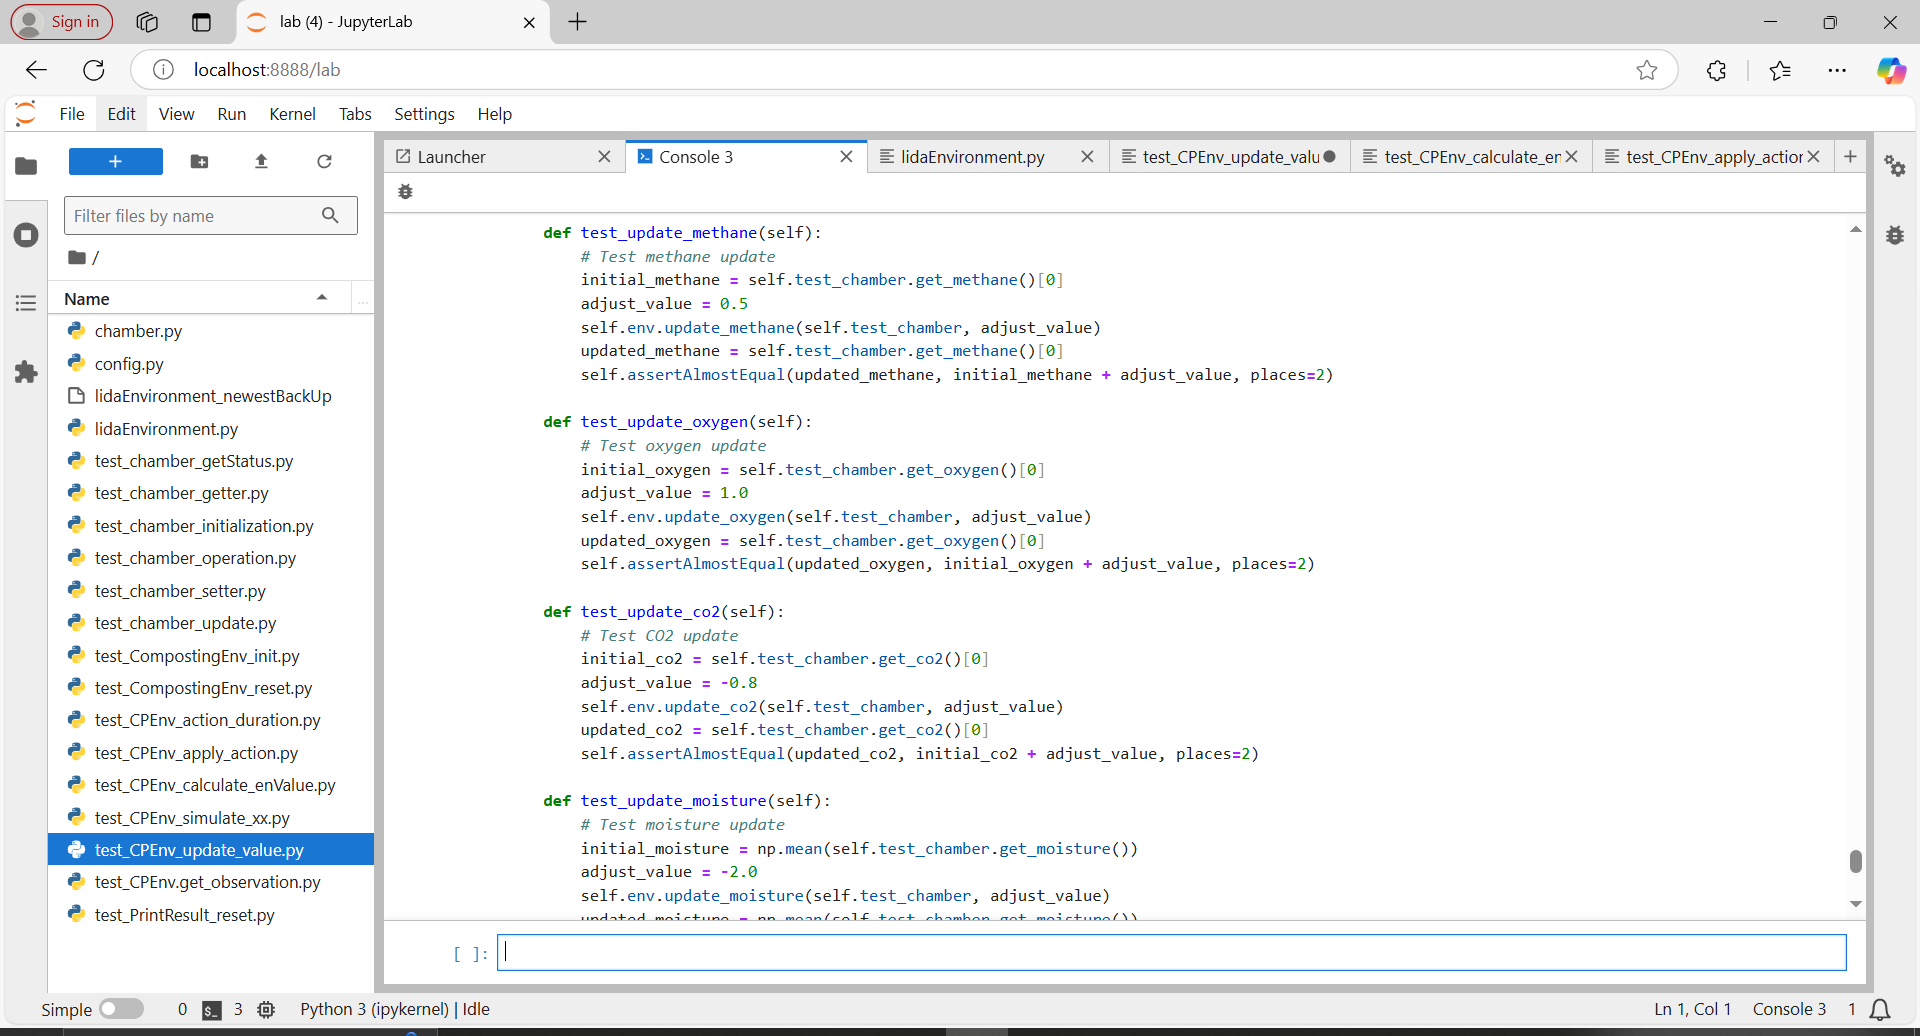 Sign in
lab (4) - JupyterLab
localhost:8888/lab
File Edit View Run Kernel Tabs Settings Help
+
Filter files by name
/
Name
...
chamber.py
config.py
lidaEnvironment_newestBackUp
lidaEnvironment.py
test_chamber_getStatus.py
test_chamber_getter.py
test_chamber_initialization.py
test_chamber_operation.py
test_chamber_setter.py
test_chamber_update.py
test_CompostingEnv_init.py
test_CompostingEnv_reset.py
test_CPEnv_action_duration.py
test_CPEnv_apply_action.py
test_CPEnv_calculate_enValue.py
test_CPEnv_simulate_xx.py
test_CPEnv_update_value.py
test_CPEnv.get_observation.py
test_PrintResult_reset.py
Launcher Console 3 lidaEnvironment.py test_CPEnv_update_valu test_CPEnv_calculate_er test_CPEnv_apply_action
def test_update_methane(self):
# Test methane update
initial_methane = self.test_chamber.get_methane()[0]
adjust_value = 0.5
self.env.update_methane(self.test_chamber, adjust_value)
updated_methane = self.test_chamber.get_methane()[0]
self.assertAlmostEqual(updated_methane, initial_methane + adjust_value, places=2)
def test_update_oxygen(self):
# Test oxygen update
initial_oxygen = self.test_chamber.get_oxygen()[0]
adjust_value = 1.0
self.env.update_oxygen(self.test_chamber, adjust_value)
updated_oxygen = self.test_chamber.get_oxygen()[0]
self.assertAlmostEqual(updated_oxygen, initial_oxygen + adjust_value, places=2)
def test_update_co2(self):
# Test CO2 update
initial_co2 = self.test_chamber.get_co2()[0]
adjust_value = -0.8
self.env.update_co2(self.test_chamber, adjust_value)
updated_co2 = self.test_chamber.get_co2()[0]
self.assertAlmostEqual(updated_co2, initial_co2 + adjust_value, places=2)
def test_update_moisture(self):
# Test moisture update
initial_moisture = np.mean(self.test_chamber.get_moisture())
adjust_value = -2.0
self.env.update_moisture(self.test_chamber, adjust_value)
updated_moisture = np.mean(self.test_chamber.get_moisture())
[ ]:
Simple 0 3 Python 3 (ipykernel) | Idle Ln 1, Col 1 Console 3 1